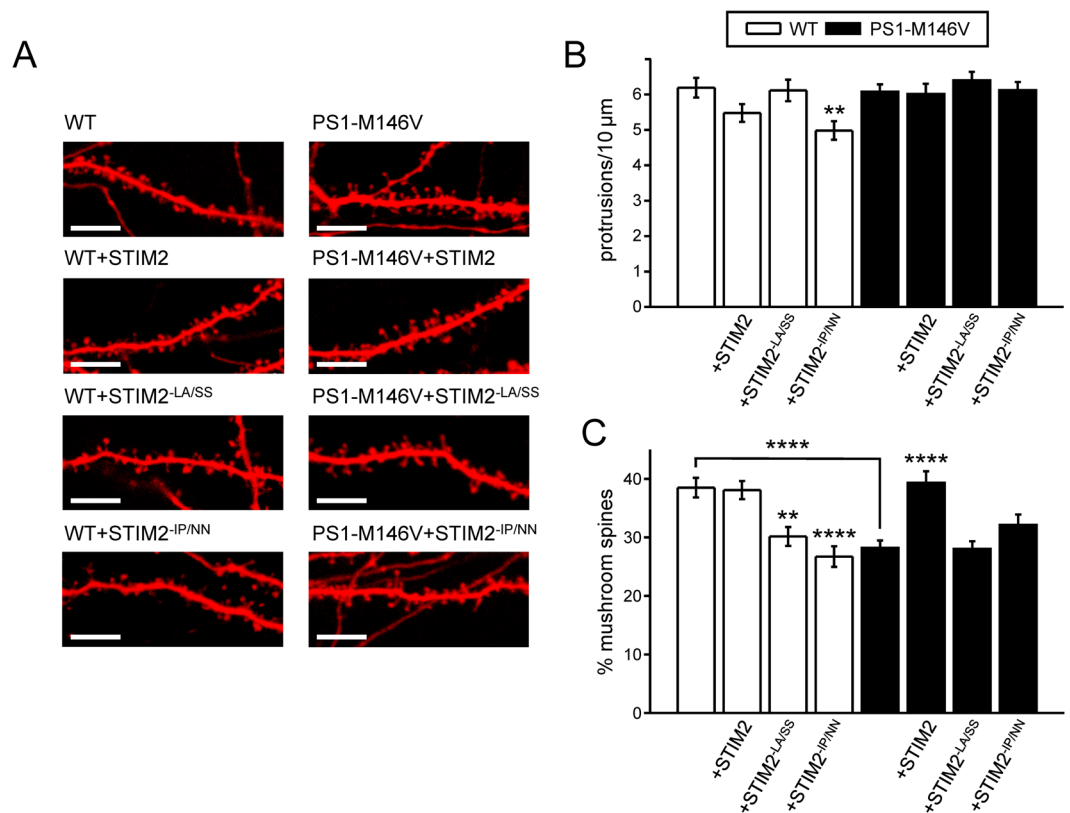 A
WT
PS1-M146V
WT+STIM2
PS1-M146V+STIM2
WT+STIM2-LA/SS
PS1-M146V+STIM2-LA/SS
WT+STIM2-IP/NN
PS1-M146V+STIM2-IP/NN
WT
PS1-M146V
B
protrusions/10 µm
6
5
4
3
2
1
0
**
+STIM2
+STIM2-LA/SS
+STIM2-IP/NN
+STIM2
+STIM2-LA/SS
+STIM2-IP/NN
C
% mushroom spines
40
30
20
10
0
****
**
****
****
+STIM2
+STIM2-LA/SS
+STIM2-IP/NN
+STIM2
+STIM2-LA/SS
+STIM2-IP/NN